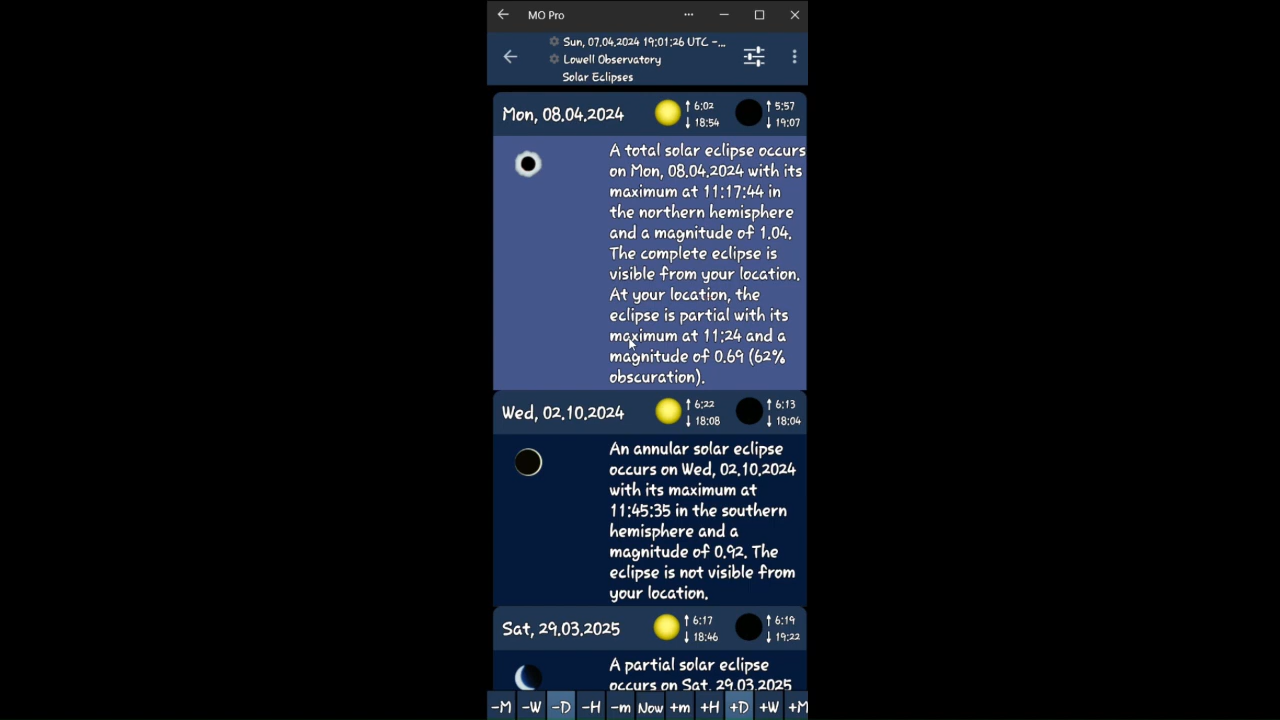 MO Pro
Sun, 07.04.2024 19:01:26 UTC -...
Lowell Observatory
Solar Eclipses
Mon, 08.04.2024
↑ 6:02
↓ 18:54
↑ 5:57
↓ 19:07
A total solar eclipse occurs
on Mon, 08.04.2024 with its
maximum at 11:17:44 in
the northern hemisphere
and a magnitude of 1.04.
The complete eclipse is
visible from your location.
At your location, the
eclipse is partial with its
maximum at 11:24 and a
magnitude of 0.69 (62%
obscuration).
Wed, 02.10.2024
↑ 6:22
↓ 18:08
↑ 6:13
↓ 18:04
An annular solar eclipse
occurs on Wed, 02.10.2024
with its maximum at
11:45:35 in the southern
hemisphere and a
magnitude of 0.92. The
eclipse is not visible from
your location.
Sat, 29.03.2025
↑ 6:17
↓ 18:46
↑ 6:19
↓ 19:22
A partial solar eclipse
occurs on Sat, 29.03.2025
-M -W -D -H -m Now +m +H +D +W +M